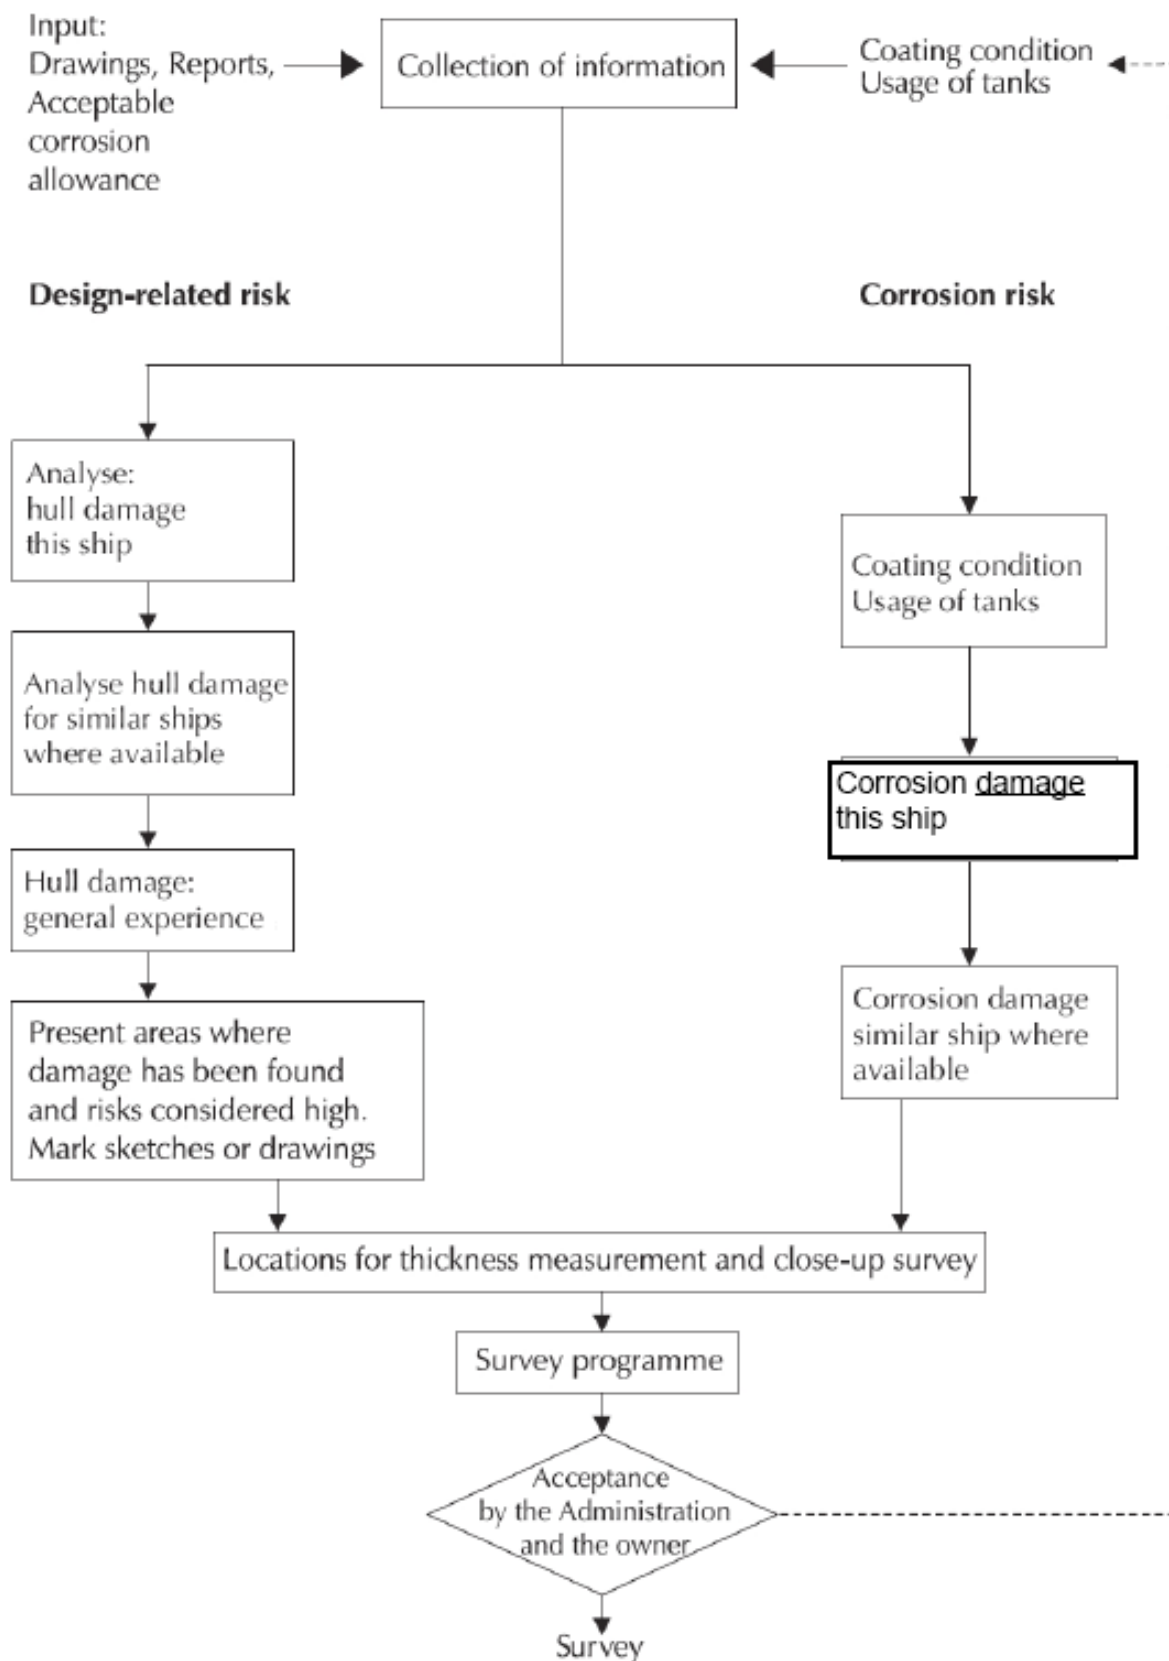 Input:
Drawings, Reports,
Acceptable
corrosion
allowance
Collection of information
Coating condition
Usage of tanks
Design-related risk
Corrosion risk
Analyse:
hull damage
this ship
Analyse hull damage
for similar ships
where available
Hull damage:
general experience
Present areas where
damage has been found
and risks considered high.
Mark sketches or drawings
Coating condition
Usage of tanks
Corrosion damage
this ship
Corrosion damage
similar ship where
available
Locations for thickness measurement and close-up survey
Survey programme
Acceptance
by the Administration
and the owner
Survey